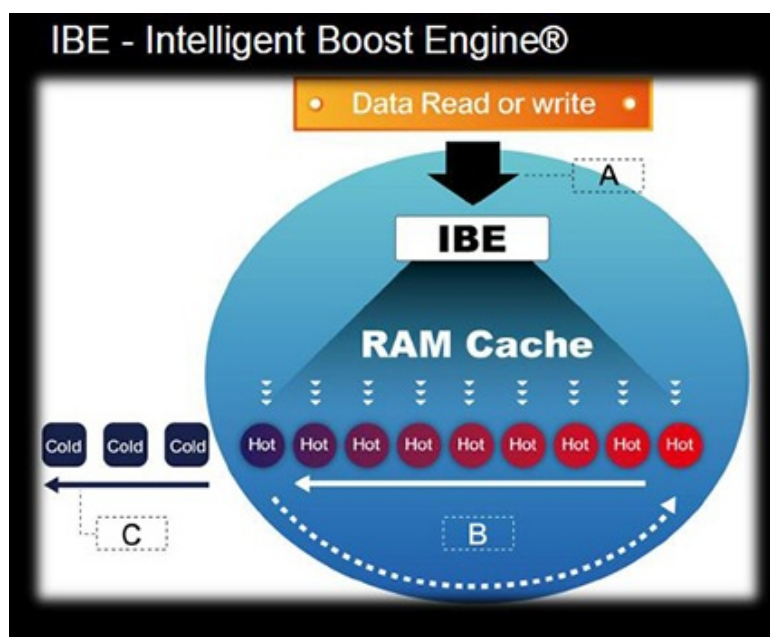 IBE - Intelligent Boost Engine®
Data Read or write
A
IBE
RAM Cache
Cold Cold Cold Hot Hot Hot Hot Hot Hot Hot Hot Hot
C
B